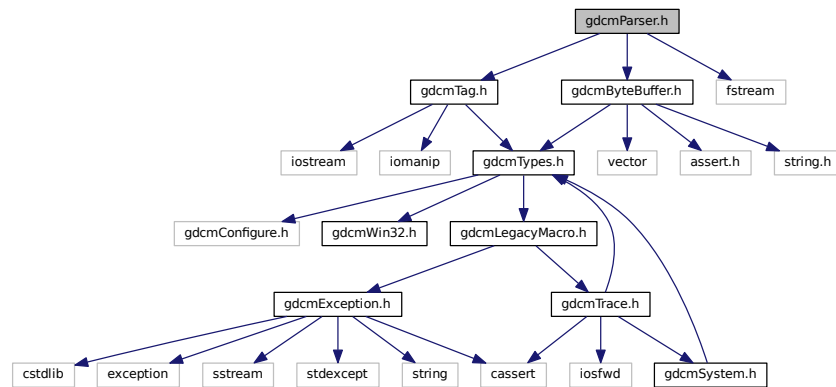 gdcmParser.h
gdcmTag.h
gdcmByteBuffer.h
fstream
iostream
iomanip
gdcmTypes.h
vector
assert.h
string.h
gdcmConfigure.h
gdcmWin32.h
gdcmLegacyMacro.h
gdcmException.h
gdcmTrace.h
cstdlib
exception
sstream
stdexcept
string
cassert
iosfwd
gdcmSystem.h